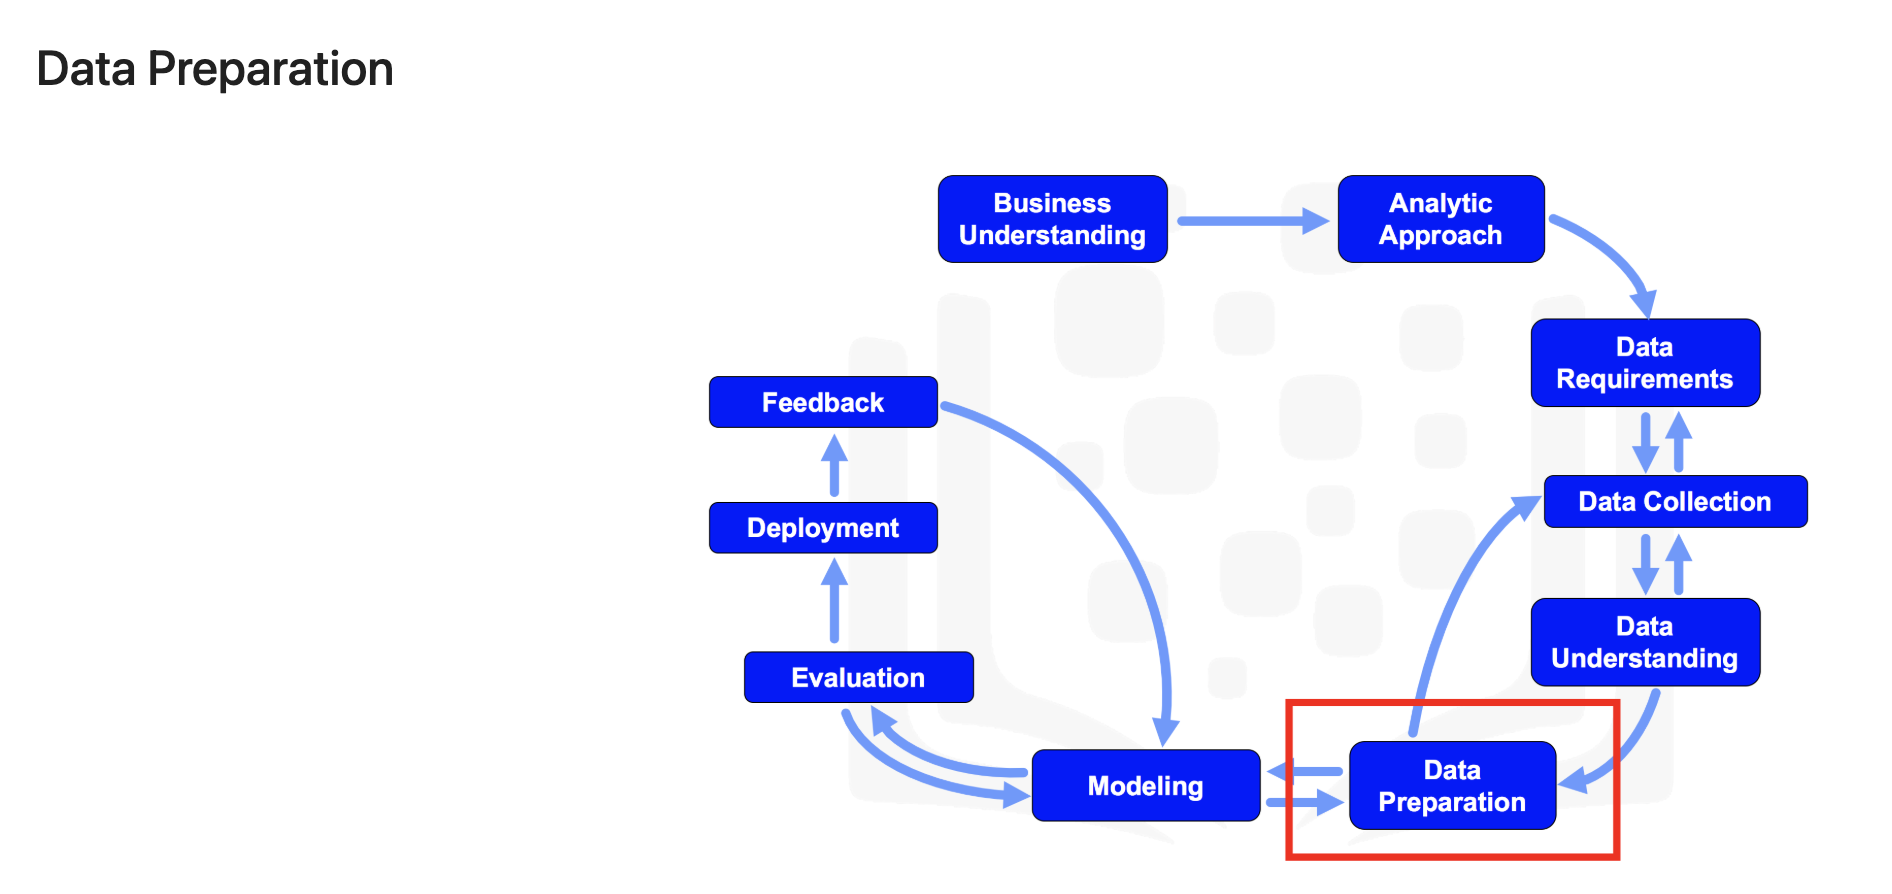 Data Preparation
Business
Understanding
Analytic
Approach
Data
Requirements
Data Collection
Data
Understanding
Data
Preparation
Modeling
Evaluation
Deployment
Feedback